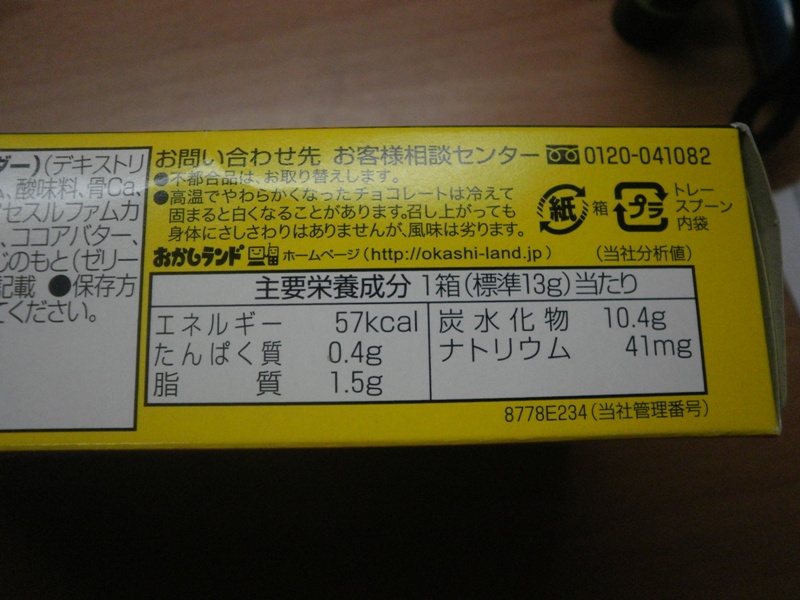 ダー)(デキストリ
、酸味料、骨Ca、
セスルファムカ
、ココアバター、
じのもと(ゼリー
記載 ●保存方
ください。
お問い合わせ先 お客様相談センター 0120-041082
●不都合品は、お取り替えします。
●高温でやわらかくなったチョコレートは冷えて
固まると白くなることがあります。召し上がっても
身体にさしさわりはありませんが、風味は劣ります。
紙 箱
プラ トレー
スプーン
内袋
おかしランド ホームページ(http://okashi-land.jp)
(当社分析値)
主要栄養成分 1箱(標準13g)当たり
エネルギー 57kcal 炭水化物 10.4g
たんぱく質 0.4g ナトリウム 41mg
脂質 1.5g
8778E234(当社管理番号)